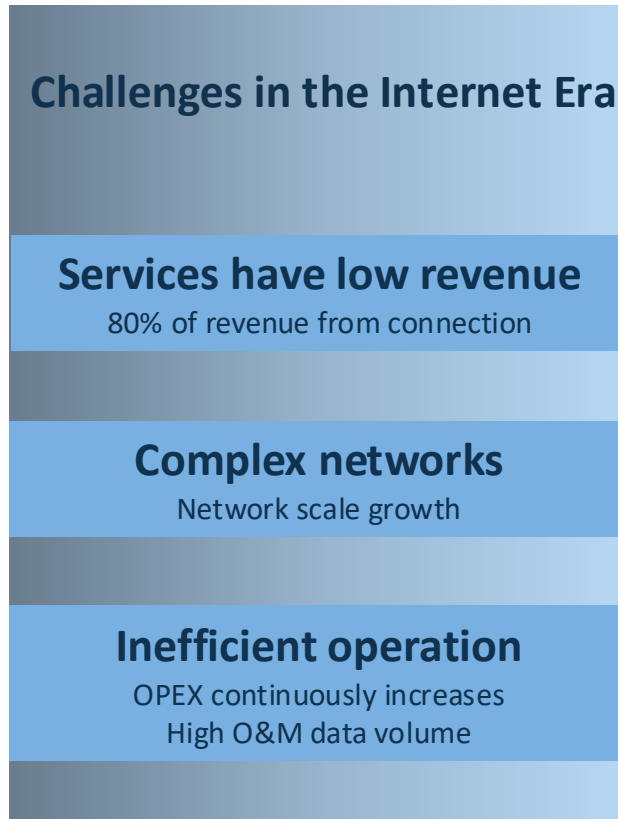 Challenges in the Internet Era
Services have low revenue
80% of revenue from connection
Complex networks
Network scale growth
Inefficient operation
OPEX continuously increases
High O&M data volume